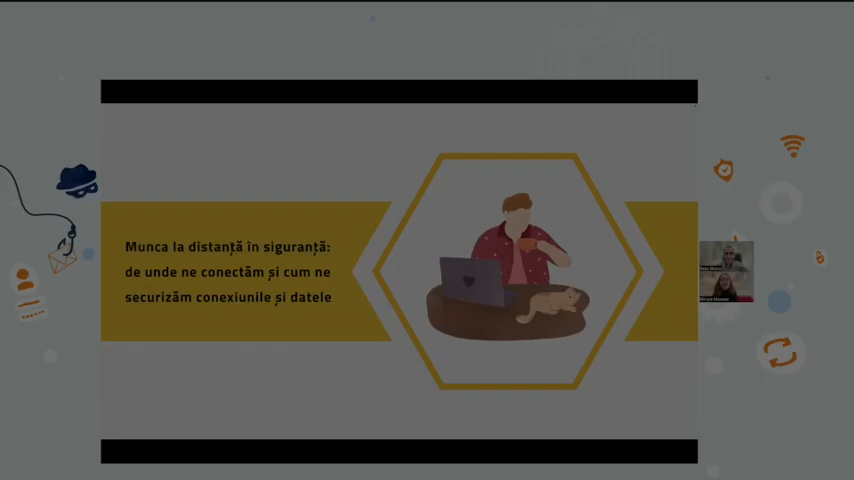 Munca la distanță în siguranță:
de unde ne conectăm și cum ne
securizăm conexiunile și datele